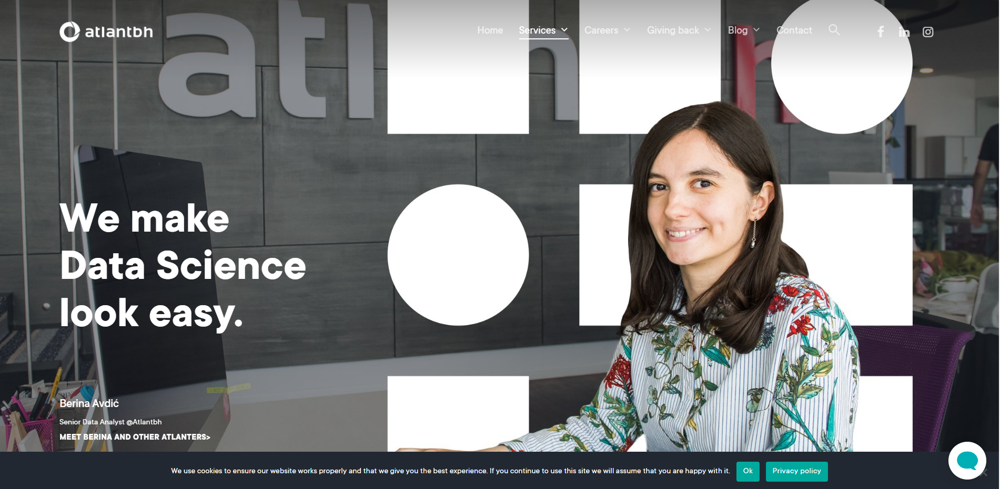 atlantbh
Home
Services
Careers
Giving back
Blog
Contact
We make
Data Science
look easy.
Berina Avdić
Senior Data Analyst @Atlantbh
MEET BERINA AND OTHER ATLANTERS>
We use cookies to ensure our website works properly and that we give you the best experience. If you continue to use this site we will assume that you are happy with it.
Ok
Privacy policy